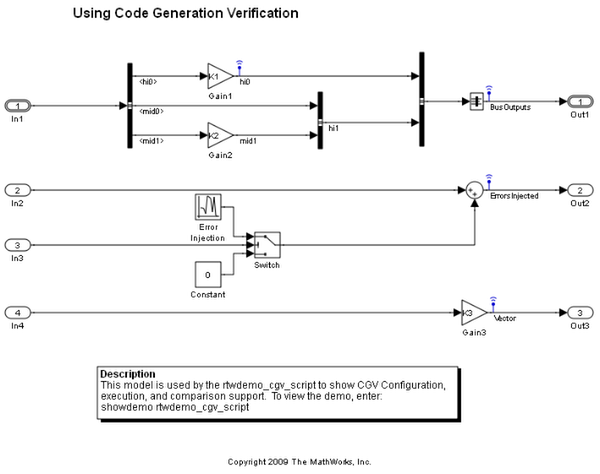 Using Code Generation Verification
<hi0>
K1
hi0
Gain1
1
In1
<mid0>
hi1
BusOutputs
1
Out1
<mid1>
K2
mid1
Gain2
2
In2
ErrorsInjected
2
Out2
Error
Injection
3
In3
Switch
0
Constant
4
In4
K3
Gain3
Vector
3
Out3
Description
This model is used by the rtwdemo_cgv_script to show CGV Configuration,
execution, and comparison support. To view the demo, enter:
showdemo rtwdemo_cgv_script
Copyright 2009 The MathWorks, Inc.